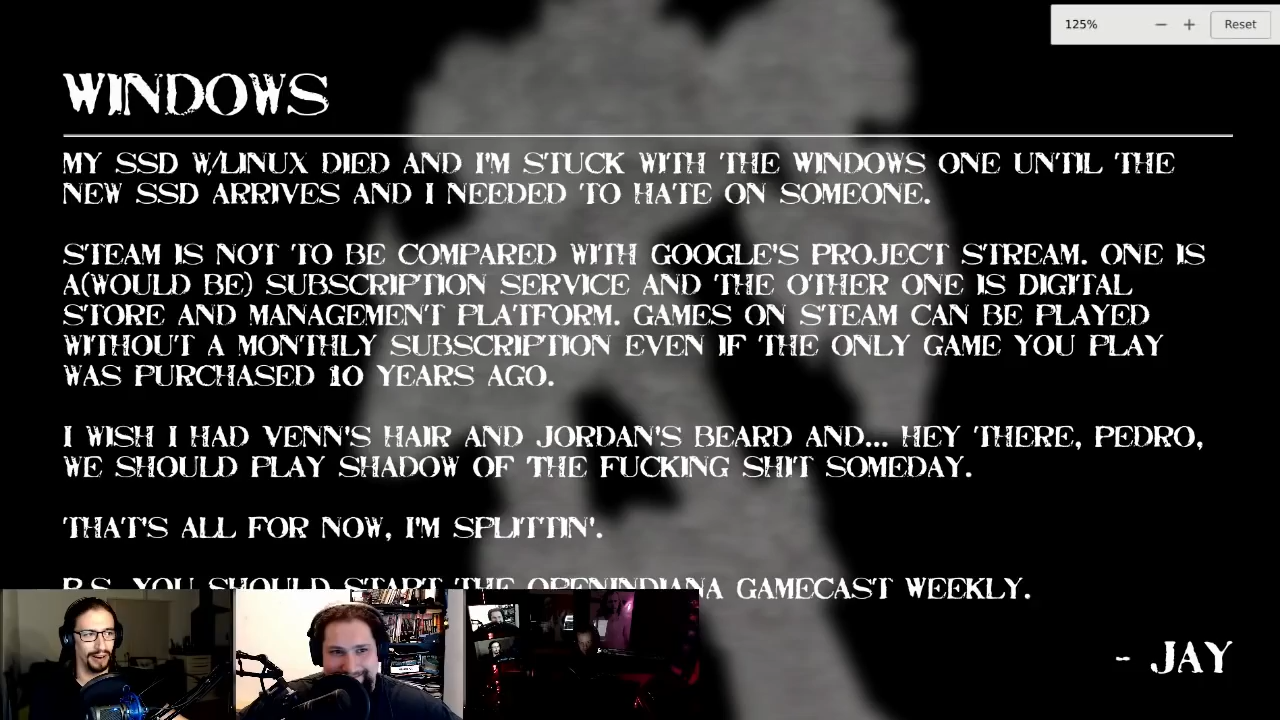 125%
Reset
WINDOWS
MY SSD W/LINUX DIED AND I'M STUCK WITH THE WINDOWS ONE UNTIL THE
NEW SSD ARRIVES AND I NEEDED TO HATE ON SOMEONE.
STEAM IS NOT TO BE COMPARED WITH GOOGLE'S PROJECT STREAM. ONE IS
A(WOULD BE) SUBSCRIPTION SERVICE AND THE OTHER ONE IS DIGITAL
STORE AND MANAGEMENT PLATFORM. GAMES ON STEAM CAN BE PLAYED
WITHOUT A MONTHLY SUBSCRIPTION EVEN IF THE ONLY GAME YOU PLAY
WAS PURCHASED 10 YEARS AGO.
I WISH I HAD VENN'S HAIR AND JORDAN'S BEARD AND... HEY THERE, PEDRO,
WE SHOULD PLAY SHADOW OF THE FUCKING SHIT SOMEDAY.
THAT'S ALL FOR NOW, I'M SPLITTIN'.
P.S. YOU SHOULD START THE OPENINDIANA GAMECAST WEEKLY.
- JAY